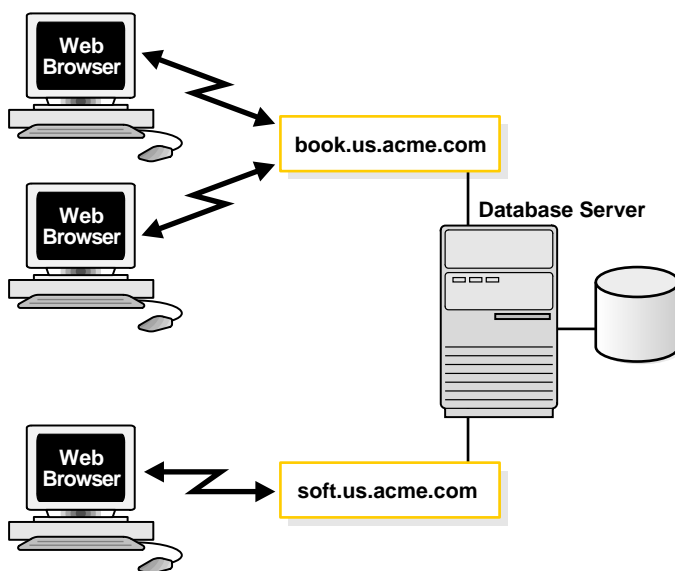 Web
Browser
book.us.acme.com
Web
Browser
Database Server
Web
Browser
soft.us.acme.com